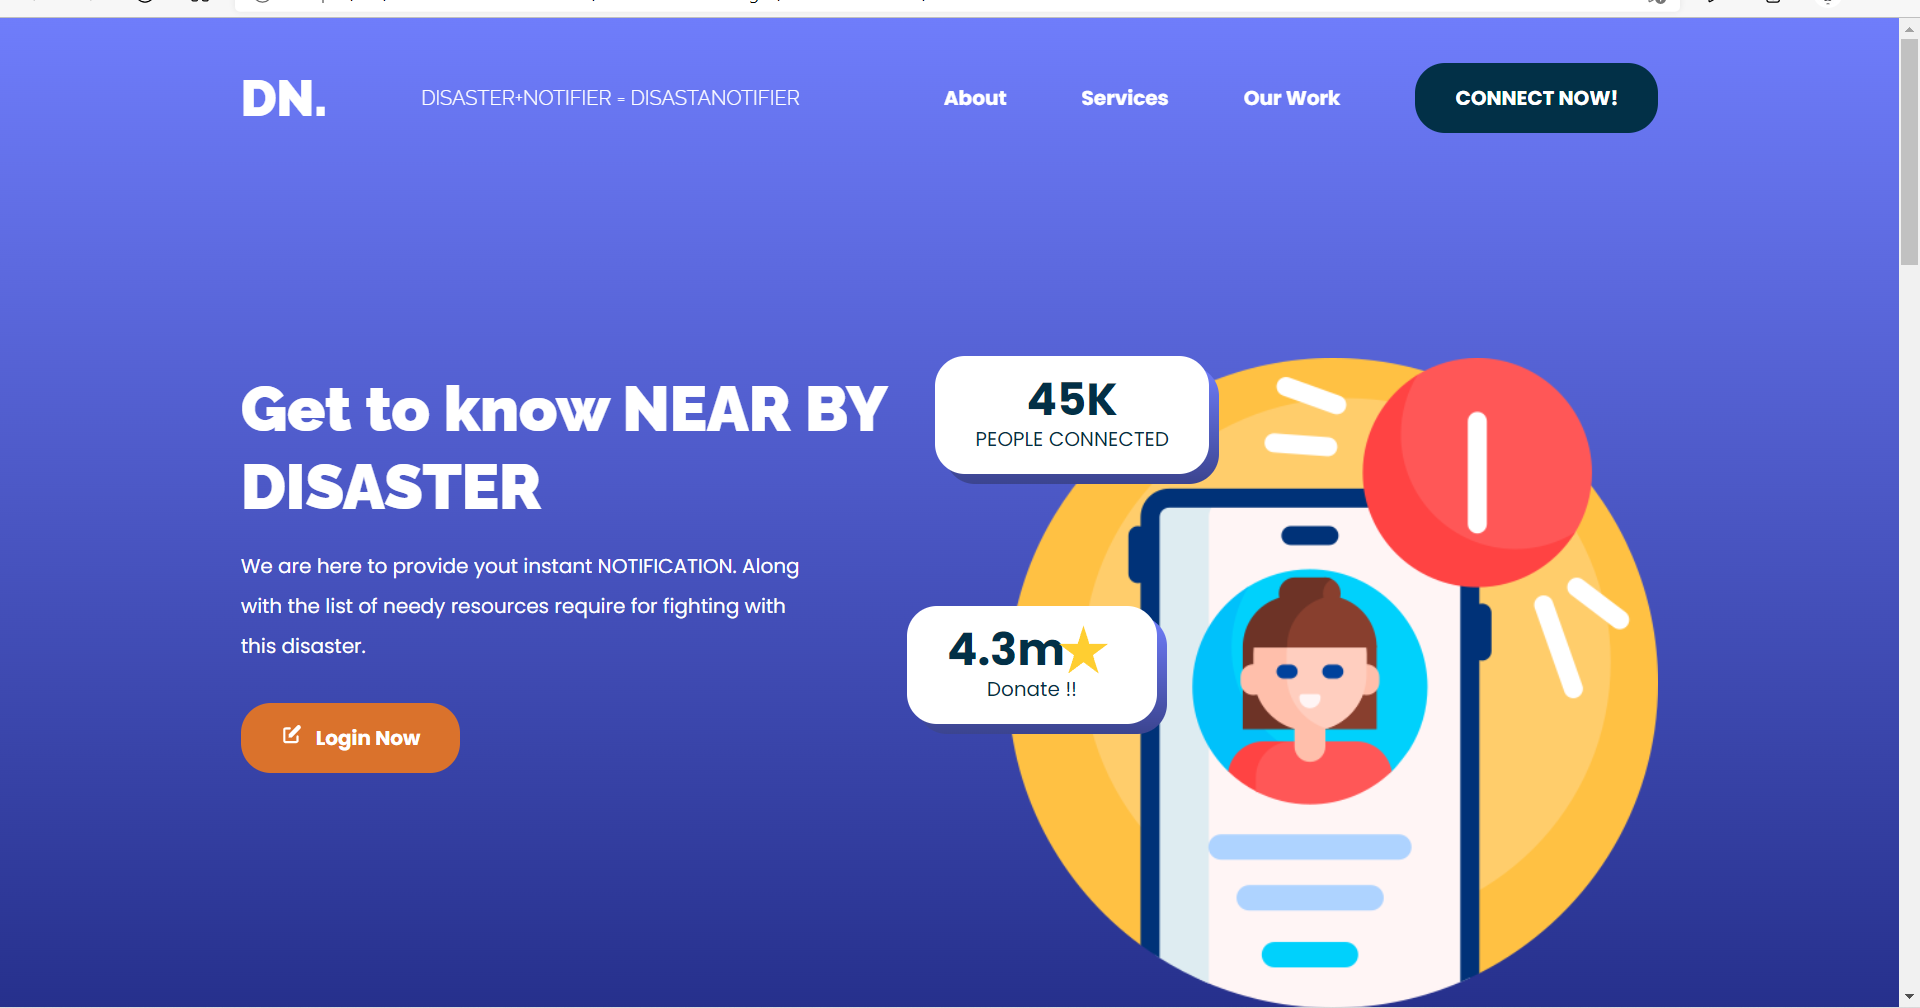 DN.
DISASTER+NOTIFIER = DISASTANOTIFIER
About
Services
Our Work
CONNECT NOW!
Get to know NEAR BY
DISASTER
We are here to provide yout instant NOTIFICATION. Along
with the list of needy resources require for fighting with
this disaster.
Login Now
45K
PEOPLE CONNECTED
4.3m
Donate !!